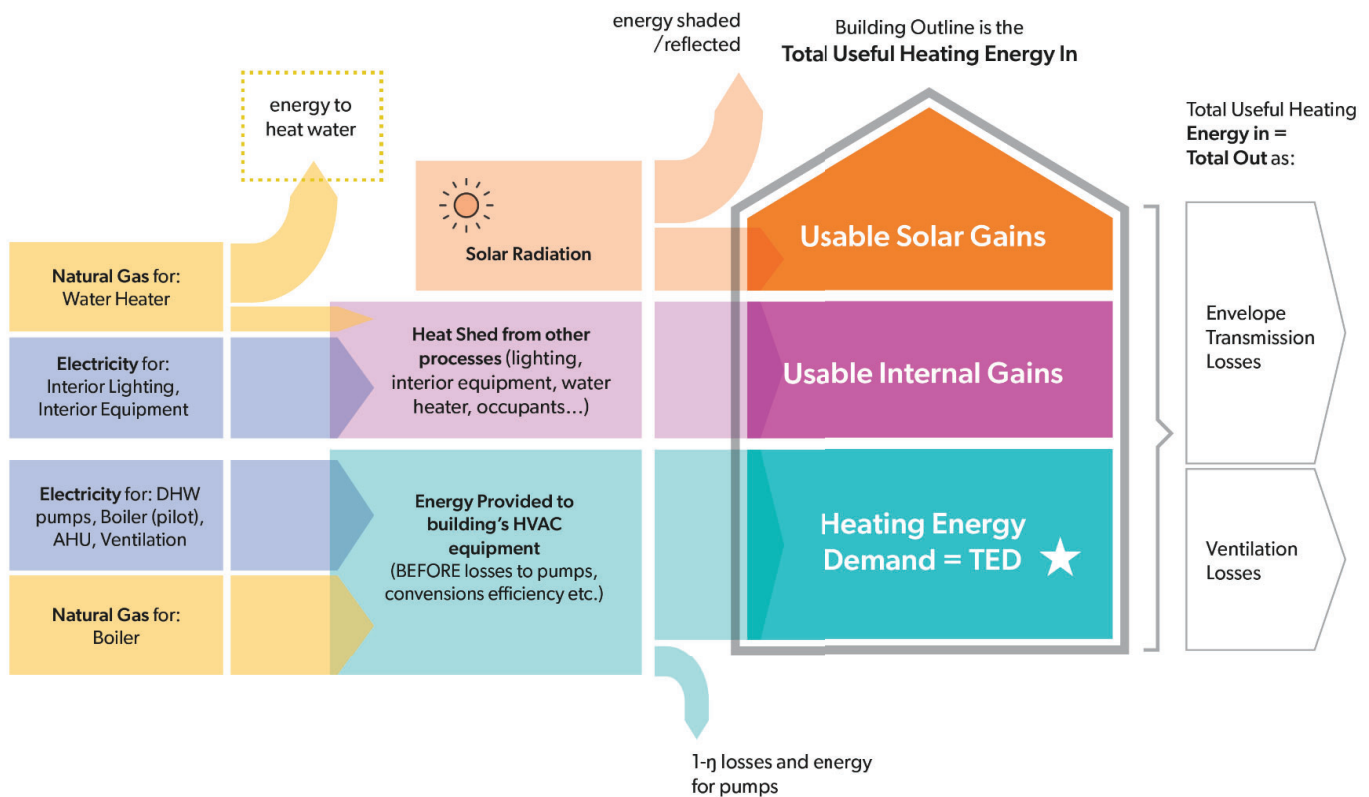 energy shaded
/reflected
Building Outline is the
Total Useful Heating Energy In
energy to
heat water
Total Useful Heating
Energy in =
Total Out as:
Solar Radiation
Usable Solar Gains
Natural Gas for:
Water Heater
Electricity for:
Interior Lighting,
Interior Equipment
Heat Shed from other
processes (lighting,
interior equipment, water
heater, occupants...)
Usable Internal Gains
Envelope
Transmission
Losses
Electricity for: DHW
pumps, Boiler (pilot),
AHU, Ventilation
Natural Gas for:
Boiler
Energy Provided to
building's HVAC
equipment
(BEFORE losses to pumps,
convensions efficiency etc.)
Heating Energy
Demand = TED
Ventilation
Losses
1-η losses and energy
for pumps